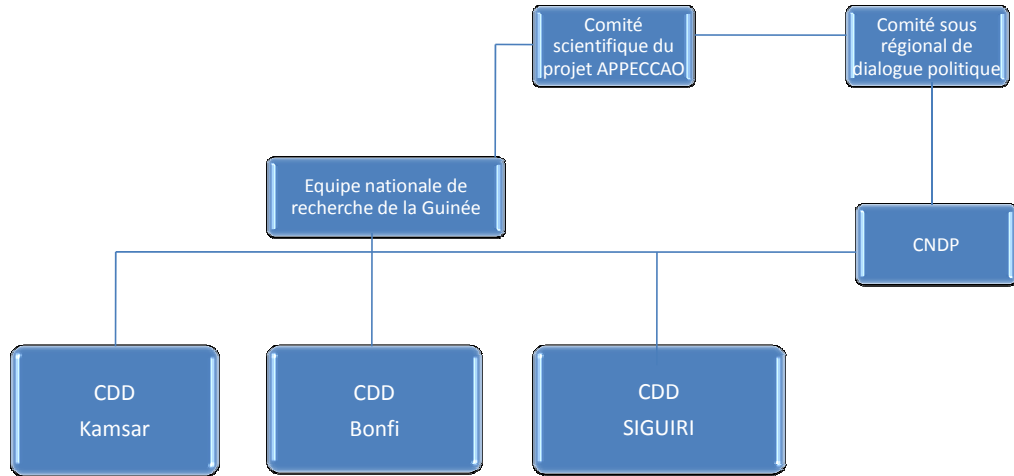 Comité
scientifique du
projet APPECCAO
Comité sous
régional de
dialogue politique
Equipe nationale de
recherche de la Guinée
CNDP
CDD
Kamsar
CDD
Bonfi
CDD
SIGUIRI